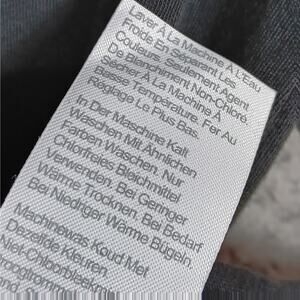 Laver À La Machine À L'Eau
Froide En Séparant Les
Couleurs. Seulement Agent
De Blanchiment Non-Chloré.
Sécher À La Machine À
Basse Température. Fer Au
Réglage Le Plus Bas.
In Der Maschine Kalt
Waschen Mit Ähnlichen
Farben Waschen. Nur
Chlorfreies Bleichmittel
Verwenden. Bei Geringer
Wärme Trocknen. Bei Bedarf
Bei Niedriger Wärme Bügeln.
Machinewas Koud Met
Dezelfde Kleuren
Niet-Chloorbleek